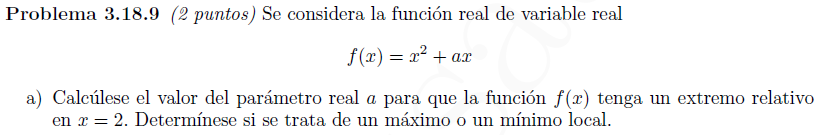 Problema 3.18.9 (2 puntos) Se considera la función real de variable real
f(x) = x² + ax
a) Calcúlese el valor del parámetro real a para que la función f(x) tenga un extremo relativo
en x = 2. Determínese si se trata de un máximo o un mínimo local.